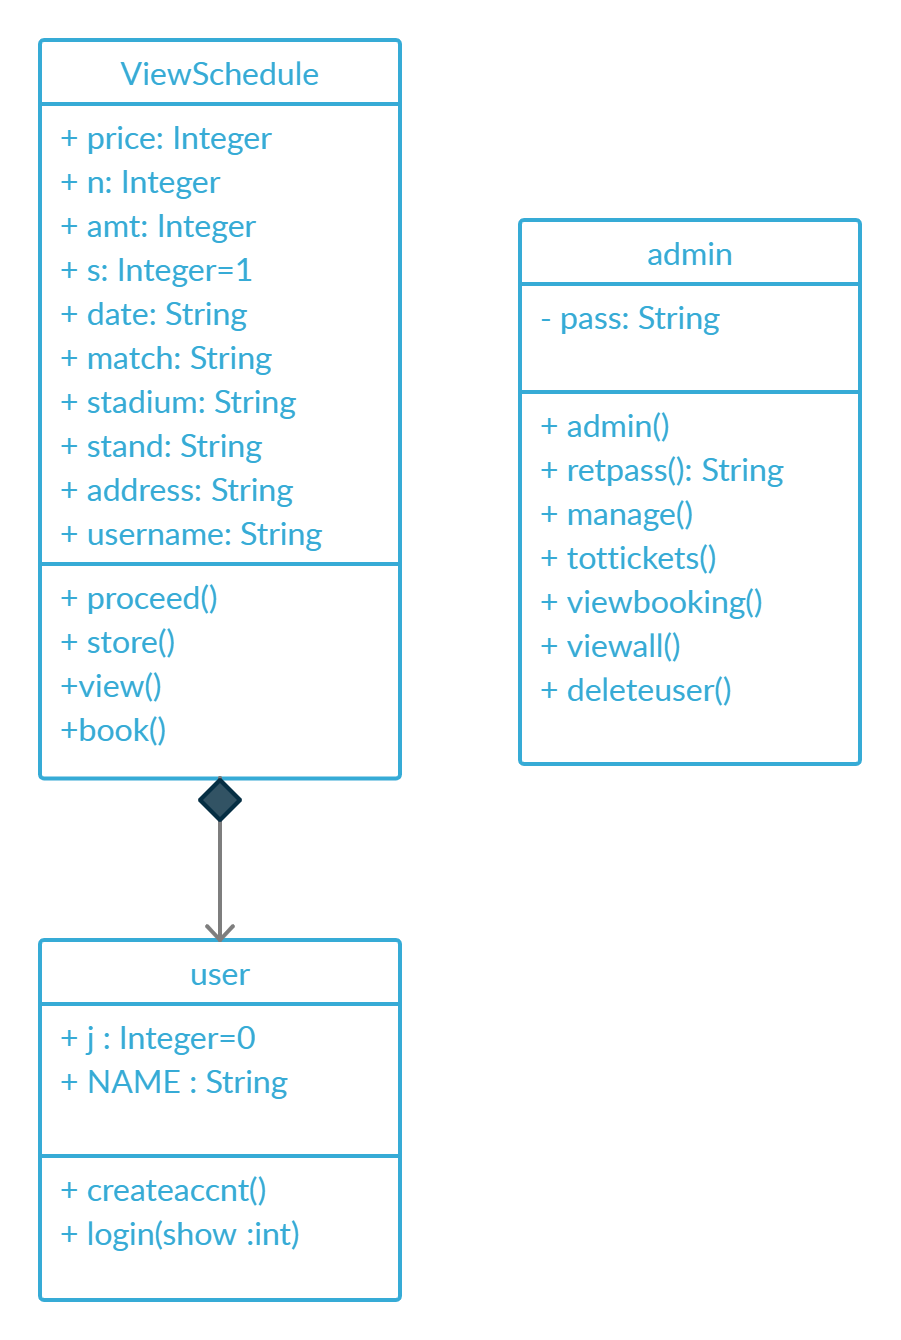 ViewSchedule
+ price: Integer
+ n: Integer
+ amt: Integer
+ s: Integer=1
+ date: String
+ match: String
+ stadium: String
+ stand: String
+ address: String
+ username: String
+ proceed()
+ store()
+view()
+book()
admin
- pass: String
+ admin()
+ retpass(): String
+ manage()
+ tottickets()
+ viewbooking()
+ viewall()
+ deleteuser()
user
+ j : Integer=0
+ NAME : String
+ createaccnt()
+ login(show :int)